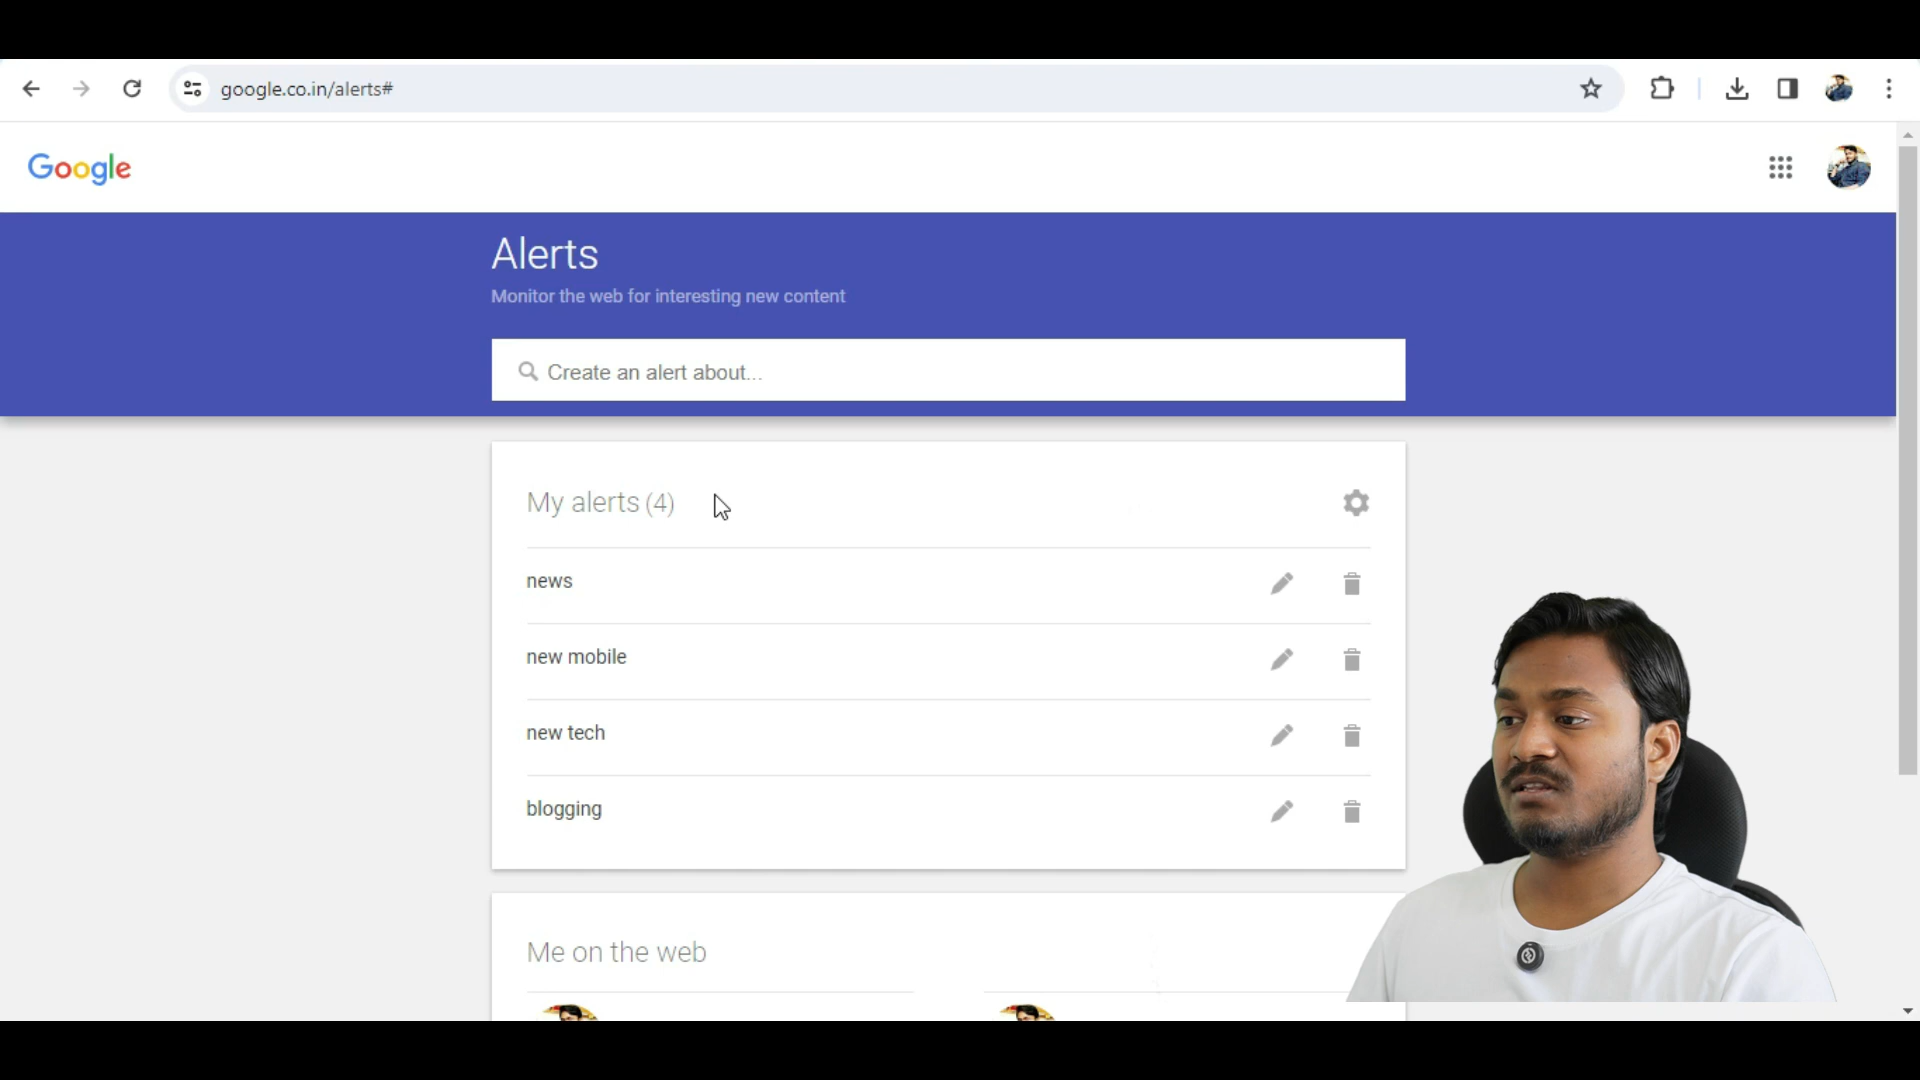 google.co.in/alerts#
Google
Alerts
Monitor the web for interesting new content
Create an alert about...
My alerts (4)
news
new mobile
new tech
blogging
Me on the web